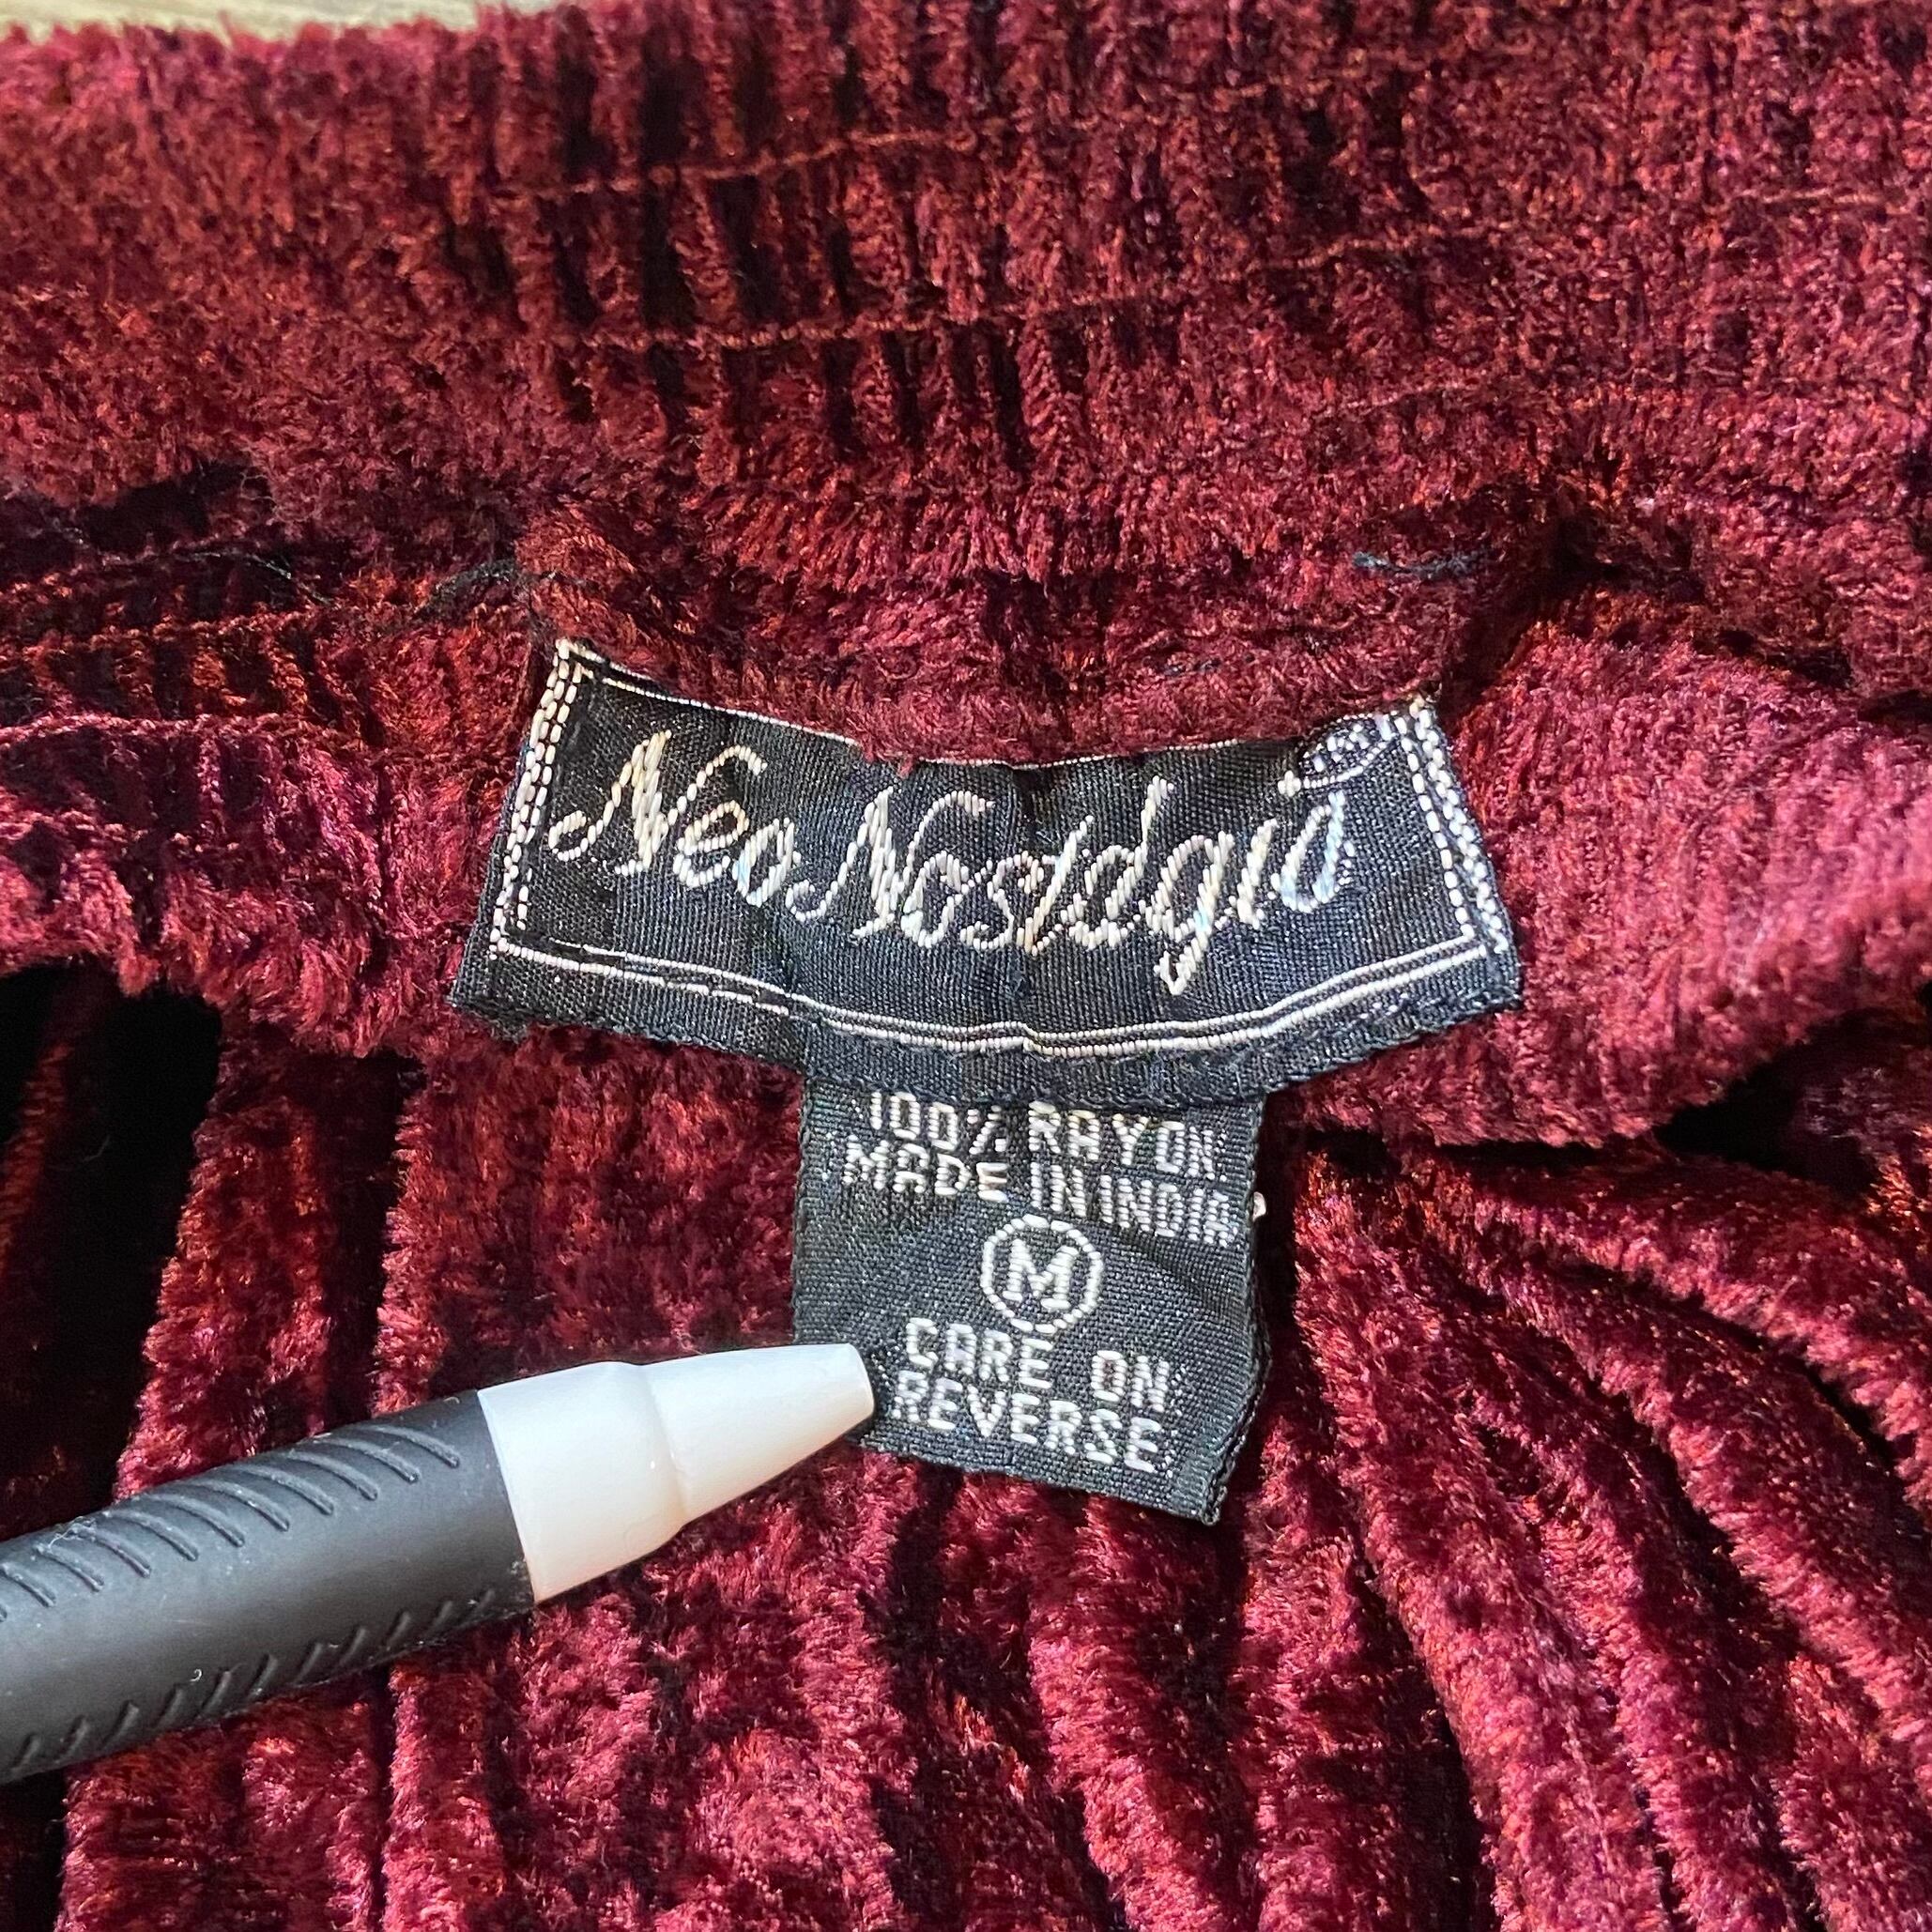 Neo Nostalgia
100% RAYON
MADE IN INDIA
M
CARE ON
REVERSE